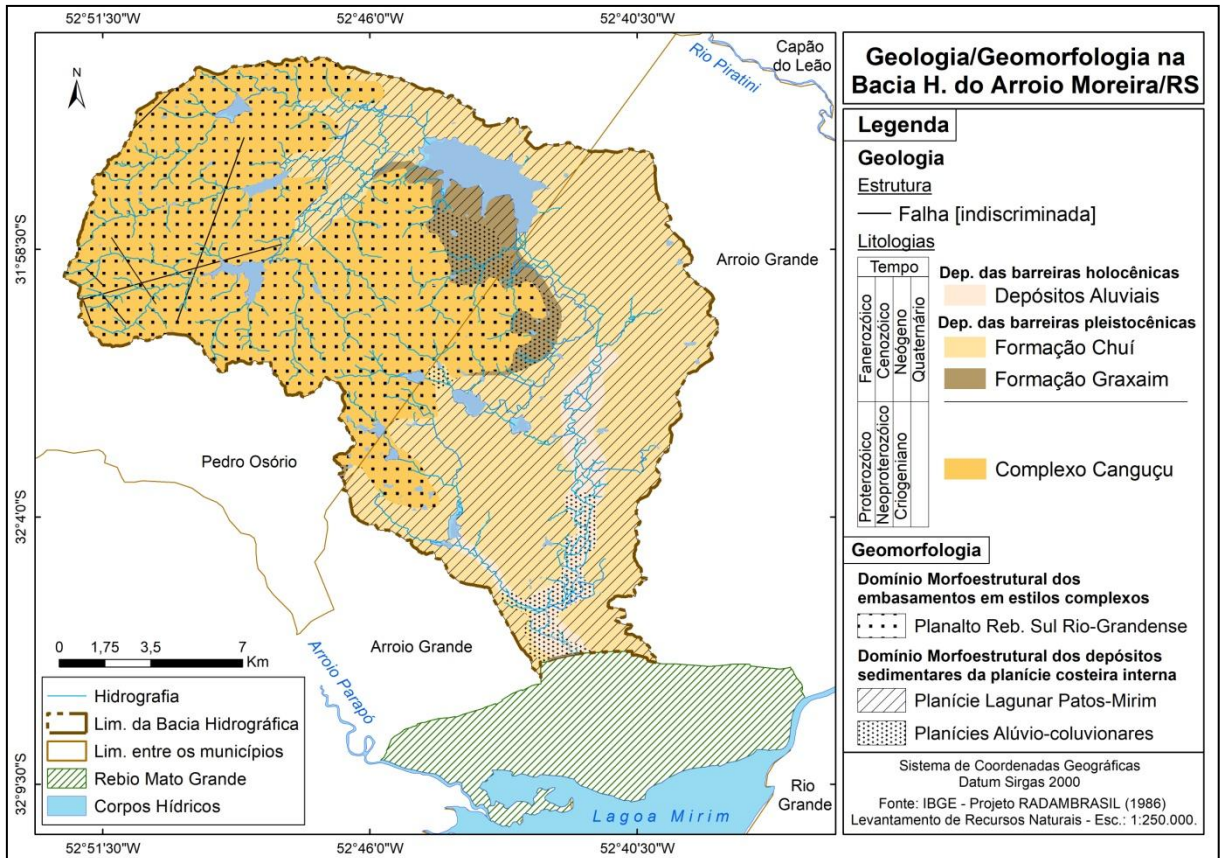 52°51'30"W
52°46'0"W
52°40'30"W
31°58'30"S
32°4'0"S
32°9'30"S
N
Rio Piratini
Capão
do Leão
Arroio Grande
Pedro Osório
Arroio Grande
Arroio Parapó
Rio
Grande
Lagoa Mirim
0 1,75 3,5 7
Km
Hidrografia
Lim. da Bacia Hidrográfica
Lim. entre os municípios
Rebio Mato Grande
Corpos Hídricos
52°51'30"W
52°46'0"W
52°40'30"W
Geologia/Geomorfologia na
Bacia H. do Arroio Moreira/RS
Legenda
Geologia
Estrutura
Falha [indiscriminada]
Litologias
Tempo
Fanerozóico
Cenozóico
Neógeno
Quaternário
Proterozóico
Neoproterozóico
Criogeniano
Dep. das barreiras holocênicas
Depósitos Aluviais
Dep. das barreiras pleistocênicas
Formação Chuí
Formação Graxaim
Complexo Canguçu
Geomorfologia
Domínio Morfoestrutural dos
embasamentos em estilos complexos
Planalto Reb. Sul Rio-Grandense
Domínio Morfoestrutural dos depósitos
sedimentares da planície costeira interna
Planície Lagunar Patos-Mirim
Planícies Alúvio-coluvionares
Sistema de Coordenadas Geográficas
Datum Sirgas 2000
Fonte: IBGE - Projeto RADAMBRASIL (1986)
Levantamento de Recursos Naturais - Esc.: 1:250.000.